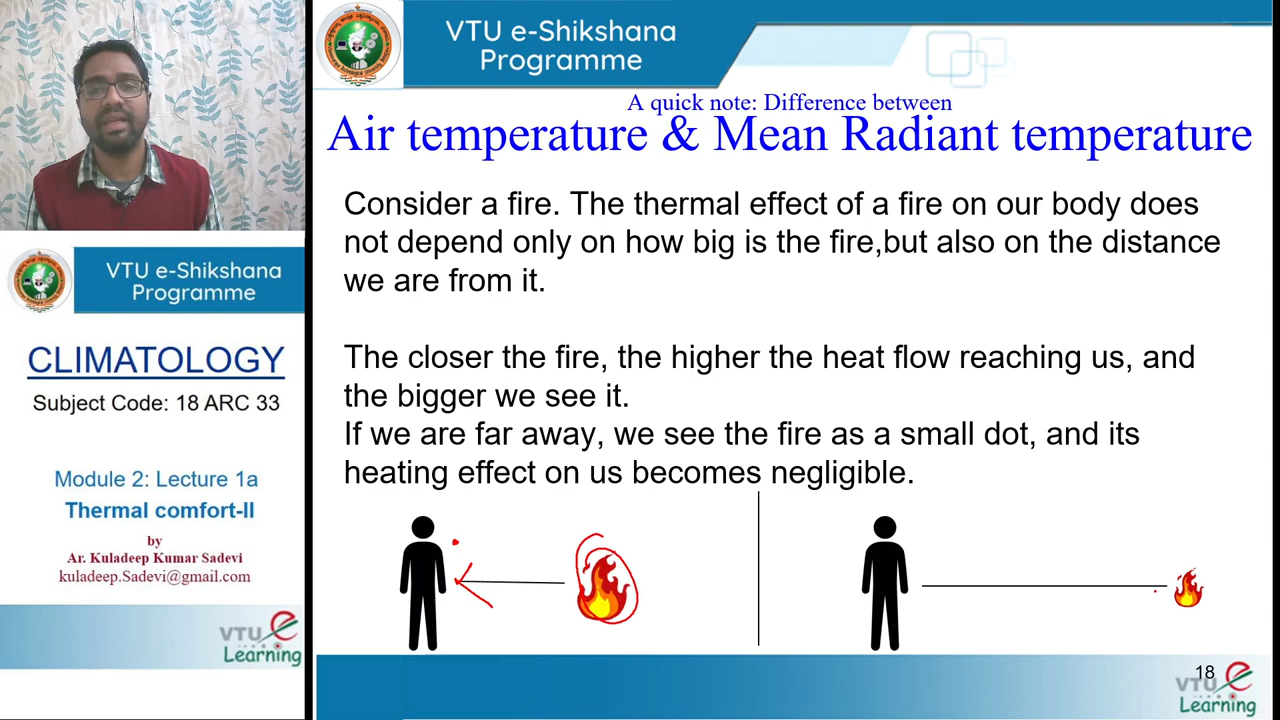 VTU e-Shikshana
Programme
A quick note: Difference between
Air temperature & Mean Radiant temperature
Consider a fire. The thermal effect of a fire on our body does
not depend only on how big is the fire,but also on the distance
we are from it.
The closer the fire, the higher the heat flow reaching us, and
the bigger we see it.
If we are far away, we see the fire as a small dot, and its
heating effect on us becomes negligible.
18
VTU e
Learning
VTU e-Shikshana
Programme
CLIMATOLOGY
Subject Code: 18 ARC 33
Module 2: Lecture 1a
Thermal comfort-II
by
Ar. Kuladeep Kumar Sadevi
kuladeep.Sadevi@gmail.com
VTU e
Learning